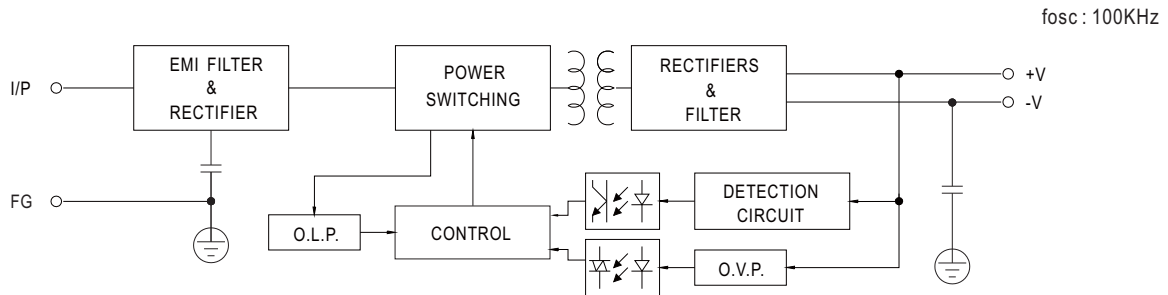 fosc : 100KHz
I/P
EMI FILTER
&
RECTIFIER
POWER
SWITCHING
RECTIFIERS
&
FILTER
+V
-V
FG
O.L.P.
CONTROL
DETECTION
CIRCUIT
O.V.P.